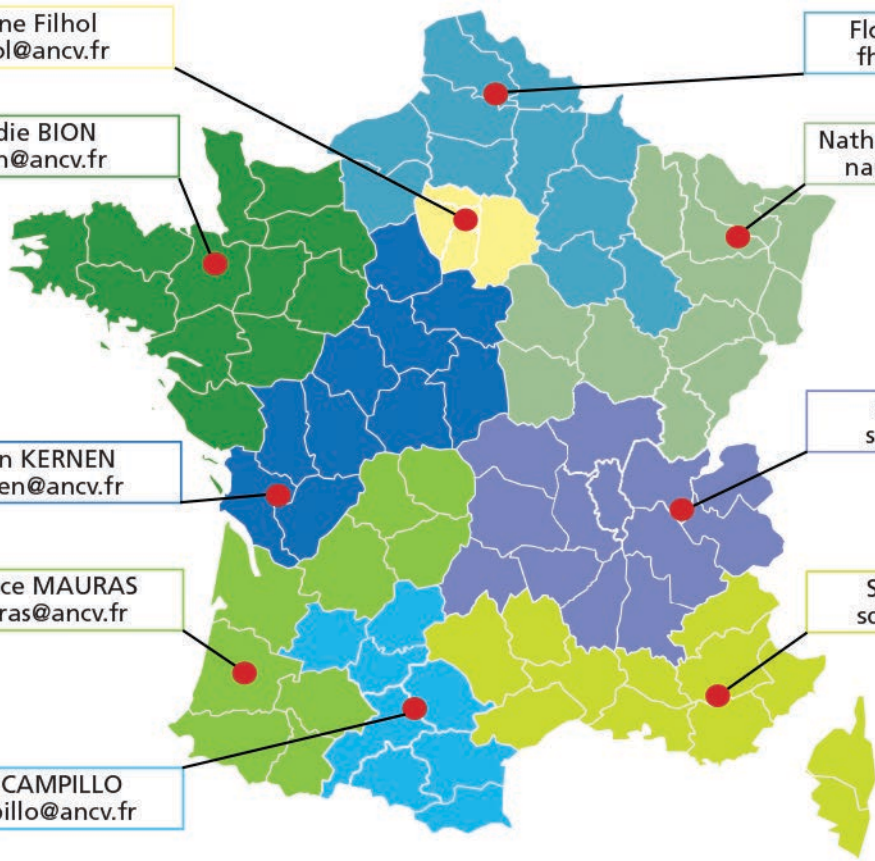 ne Filhol
ol@ancv.fr
Flo
fh
die BION
n@ancv.fr
Nath
na
n KERNEN
en@ancv.fr
s
ce MAURAS
ras@ancv.fr
S
sc
CAMPILLO
pillo@ancv.fr